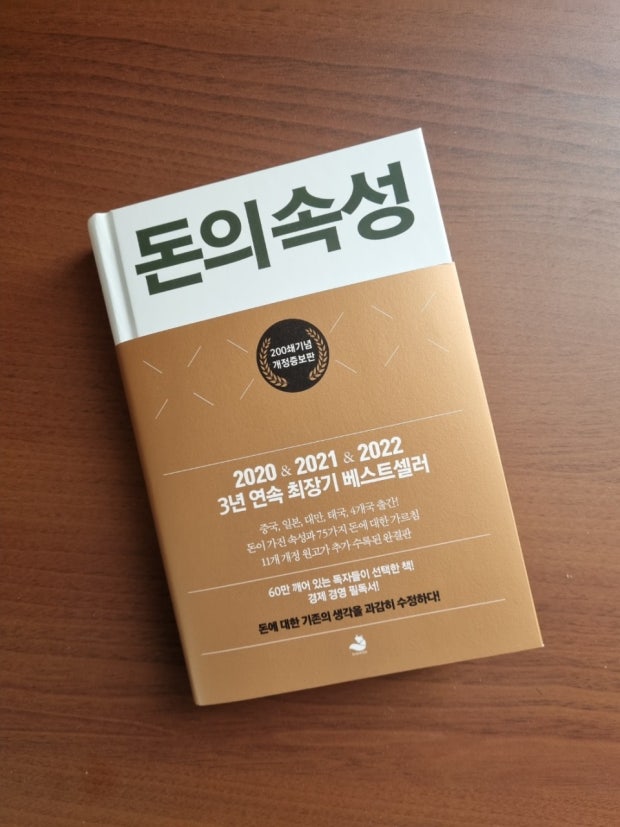 돈의 속성
200쇄기념
개정증보판
2020 & 2021 & 2022
3년 연속 최장기 베스트셀러
중국, 일본, 대만, 태국, 4개국 출간!
돈이 가진 속성과 75가지 돈에 대한 가르침
11개 개정 원고가 추가 수록된 완결판
60만 깨어 있는 독자들이 선택한 책!
경제 경영 필독서!
돈에 대한 기존의 생각을 과감히 수정하다!